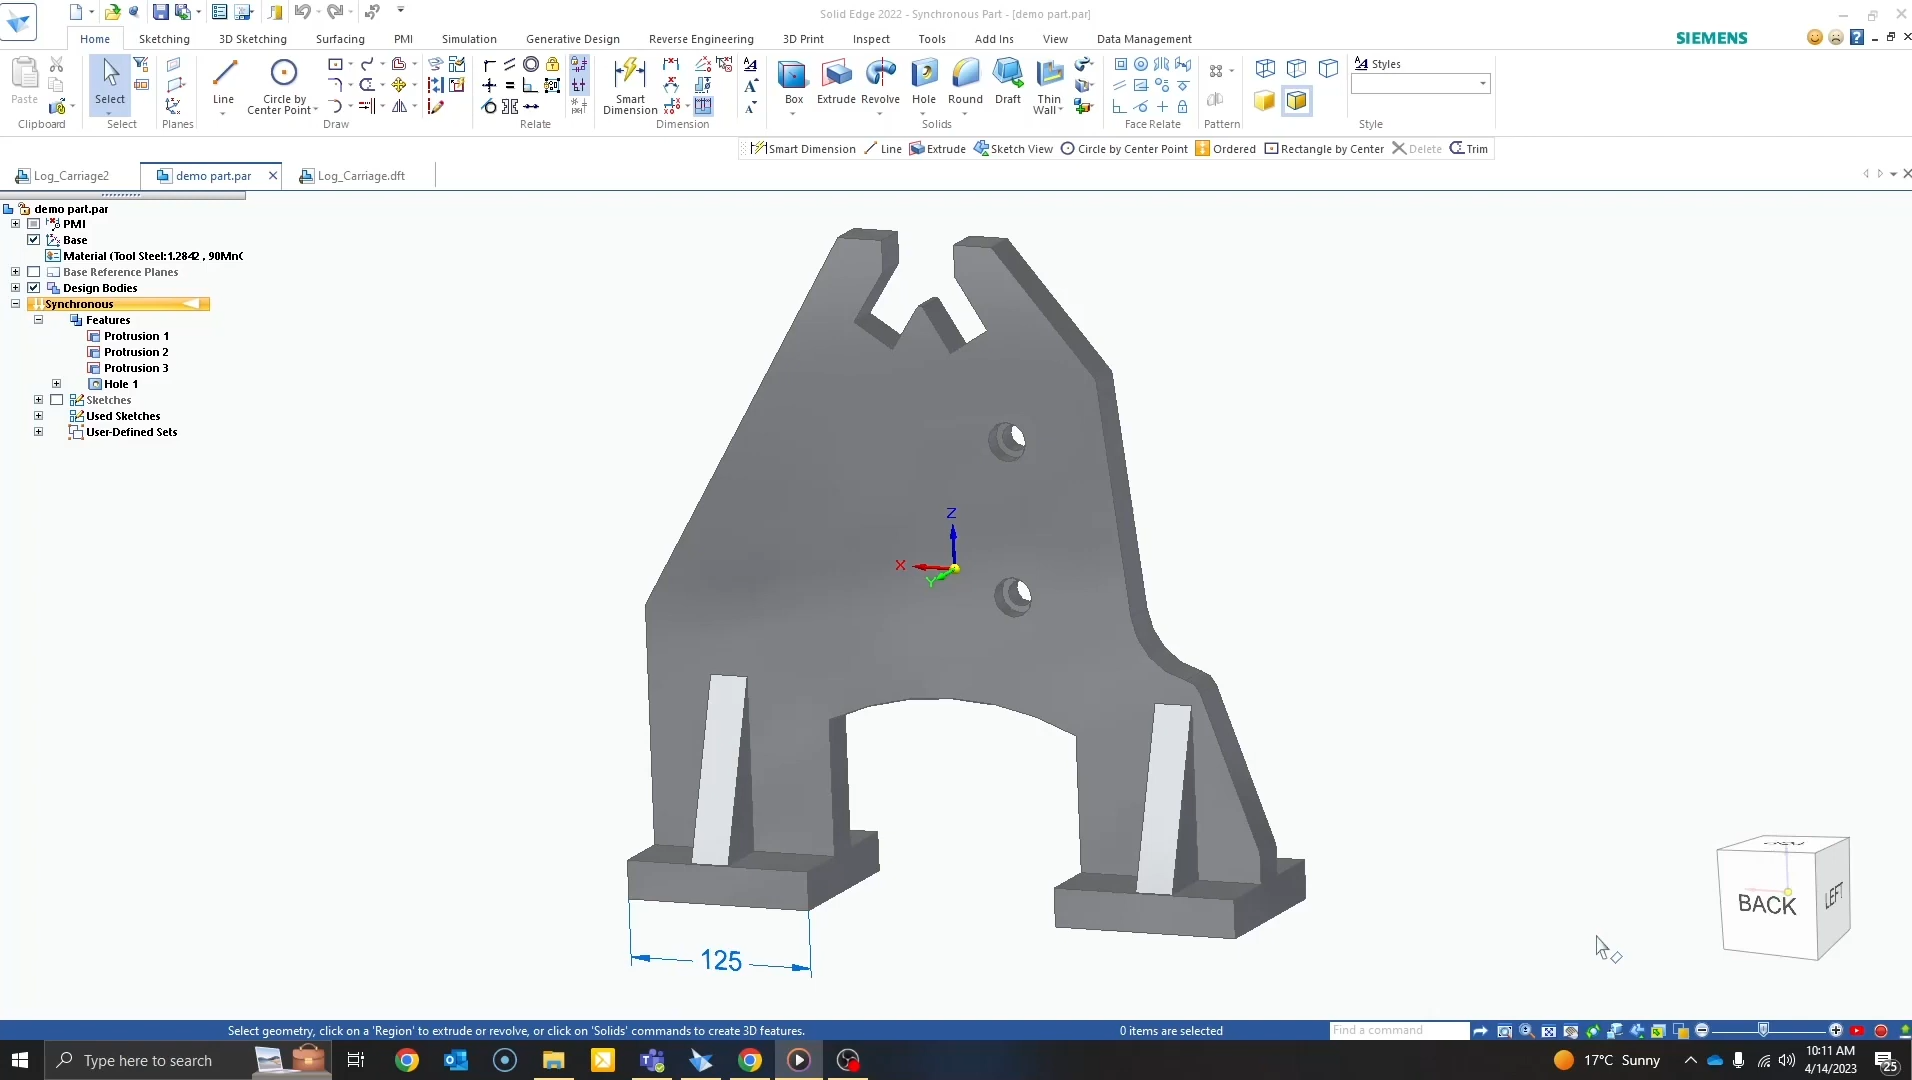 Solid Edge 2022 - Synchronous Part - [demo part.par]
Home Sketching 3D Sketching Surfacing PMI Simulation Generative Design Reverse Engineering 3D Print Inspect Tools Add Ins View Data Management SIEMENS
Paste
Clipboard
Select
Select
Planes
Line
Circle by
Center Point
Draw
Relate
Smart
Dimension
Dimension
Box
Extrude
Revolve
Hole
Round
Draft
Thin
Wall
Solids
Face Relate
Pattern
Styles
Style
Smart Dimension Line Extrude Sketch View Circle by Center Point Ordered Rectangle by Center Delete Trim
Log_Carriage2 demo part.par Log_Carriage.dft
demo part.par
PMI
Base
Material (Tool Steel:1.2842 , 90Mn
Base Reference Planes
Design Bodies
Synchronous
Features
Protrusion 1
Protrusion 2
Protrusion 3
Hole 1
Sketches
Used Sketches
User-Defined Sets
Z
X
Y
125
BACK
LEFT
Select geometry, click on a 'Region' to extrude or revolve, or click on 'Solids' commands to create 3D features. 0 items are selected Find a command
Type here to search
17°C Sunny
10:11 AM
4/14/2023
25